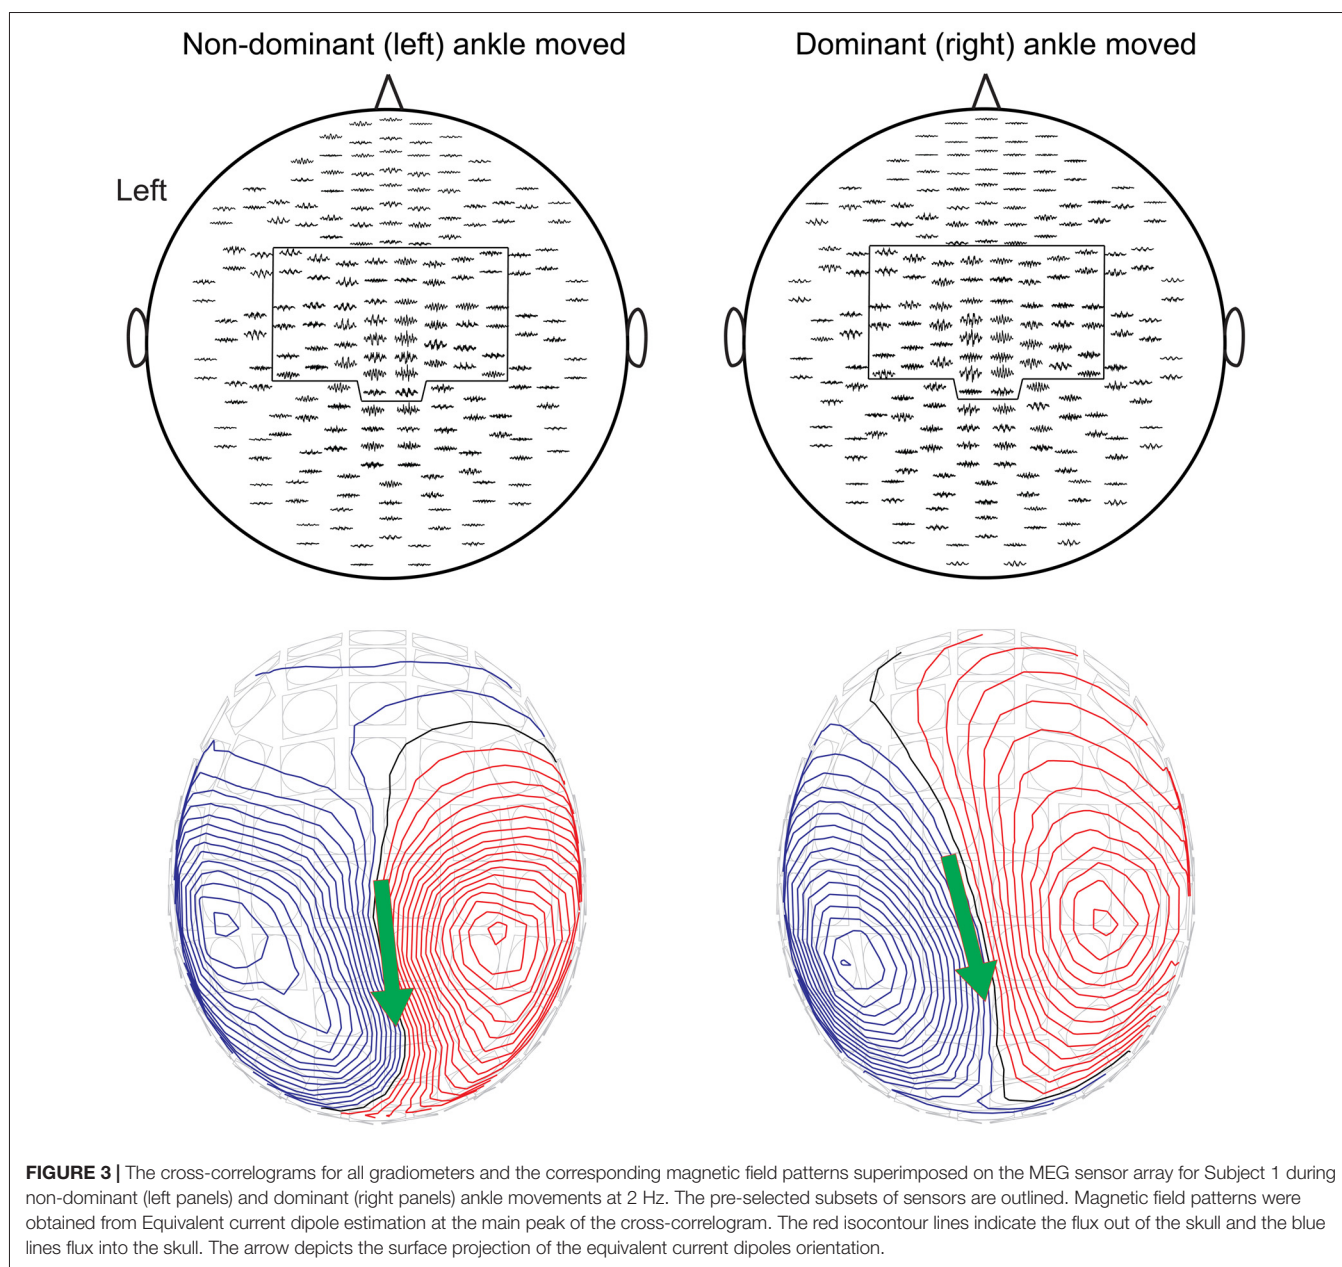 Non-dominant (left) ankle moved
Dominant (right) ankle moved
Left
FIGURE 3 | The cross-correlograms for all gradiometers and the corresponding magnetic field patterns superimposed on the MEG sensor array for Subject 1 during
non-dominant (left panels) and dominant (right panels) ankle movements at 2 Hz. The pre-selected subsets of sensors are outlined. Magnetic field patterns were
obtained from Equivalent current dipole estimation at the main peak of the cross-correlogram. The red isocontour lines indicate the flux out of the skull and the blue
lines flux into the skull. The arrow depicts the surface projection of the equivalent current dipoles orientation.